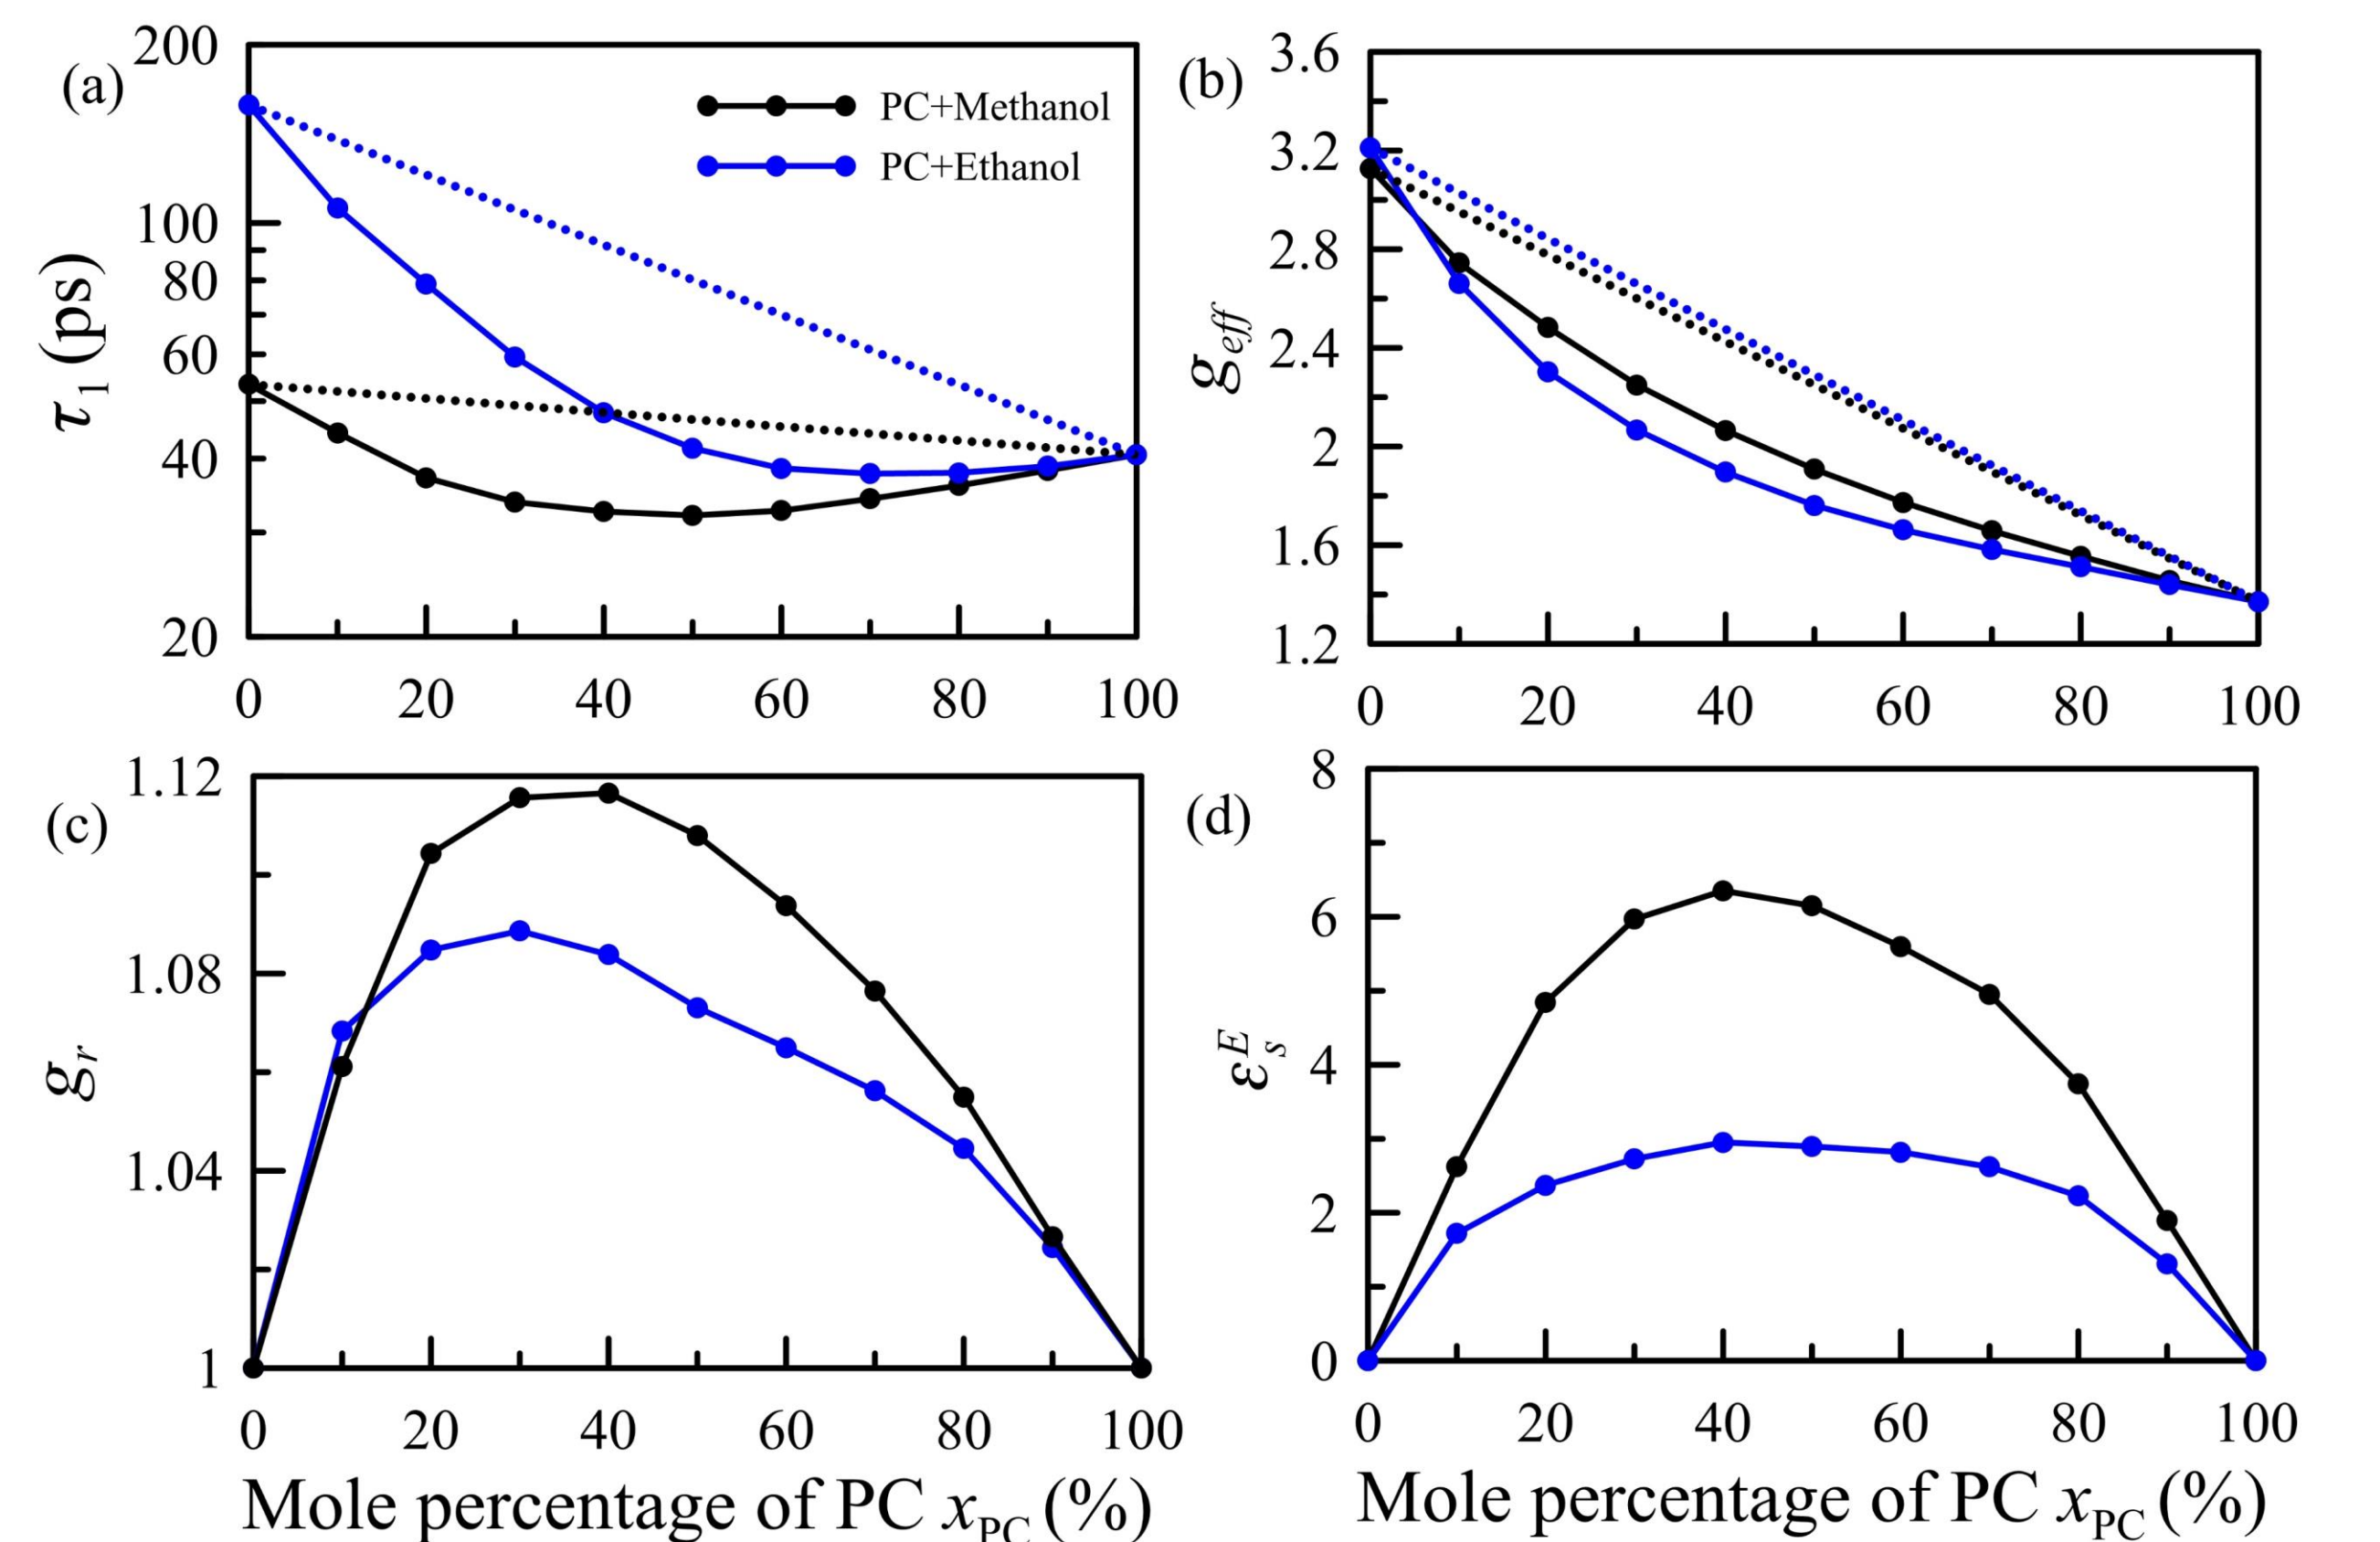 (a)
200
100
80
60
40
20
τ1 (ps)
PC+Methanol
PC+Ethanol
0 20 40 60 80 100
(b)
3.6
3.2
2.8
2.4
2
1.6
1.2
geff
0 20 40 60 80 100
(c)
1.12
1.08
1.04
1
gr
0 20 40 60 80 100
Mole percentage of PC xPC (%)
(d)
8
6
4
2
0
εsE
0 20 40 60 80 100
Mole percentage of PC xPC (%)